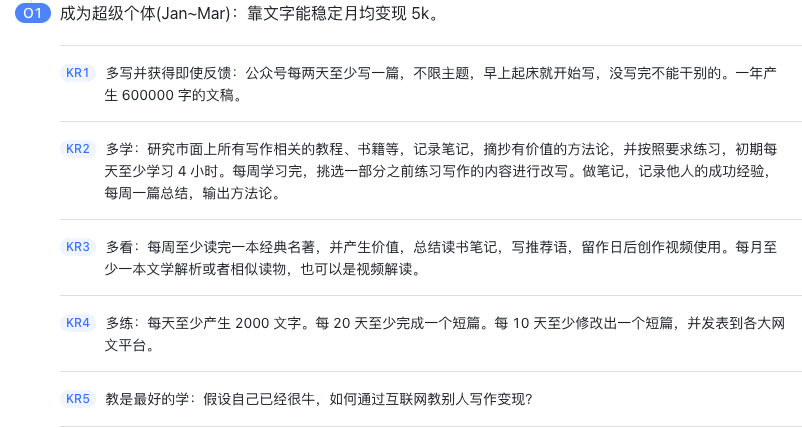 O1 成为超级个体(Jan~Mar)：靠文字能稳定月均变现 5k。
KR1 多写并获得即使反馈：公众号每两天至少写一篇，不限主题，早上起床就开始写，没写完不能干别的。一年产
生 600000 字的文稿。
KR2 多学：研究市面上所有写作相关的教程、书籍等，记录笔记，摘抄有价值的方法论，并按照要求练习，初期每
天至少学习 4 小时。每周学习完，挑选一部分之前练习写作的内容进行改写。做笔记，记录他人的成功经验，
每周一篇总结，输出方法论。
KR3 多看：每周至少读完一本经典名著，并产生价值，总结读书笔记，写推荐语，留作日后创作视频使用。每月至
少一本文学解析或者相似读物，也可以是视频解读。
KR4 多练：每天至少产生 2000 文字。每 20 天至少完成一个短篇。每 10 天至少修改出一个短篇，并发表到各大网
文平台。
KR5 教是最好的学：假设自己已经很牛，如何通过互联网教别人写作变现？